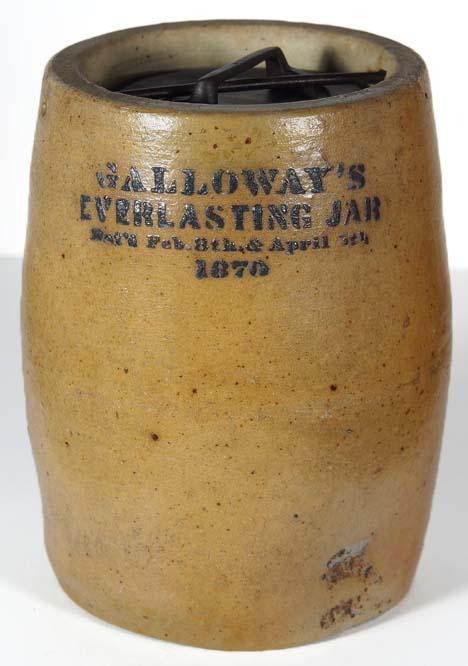 GALLOWAY'S
EVERLASTING JAR
Pat'd Feb. 8th, & April 5th
1870